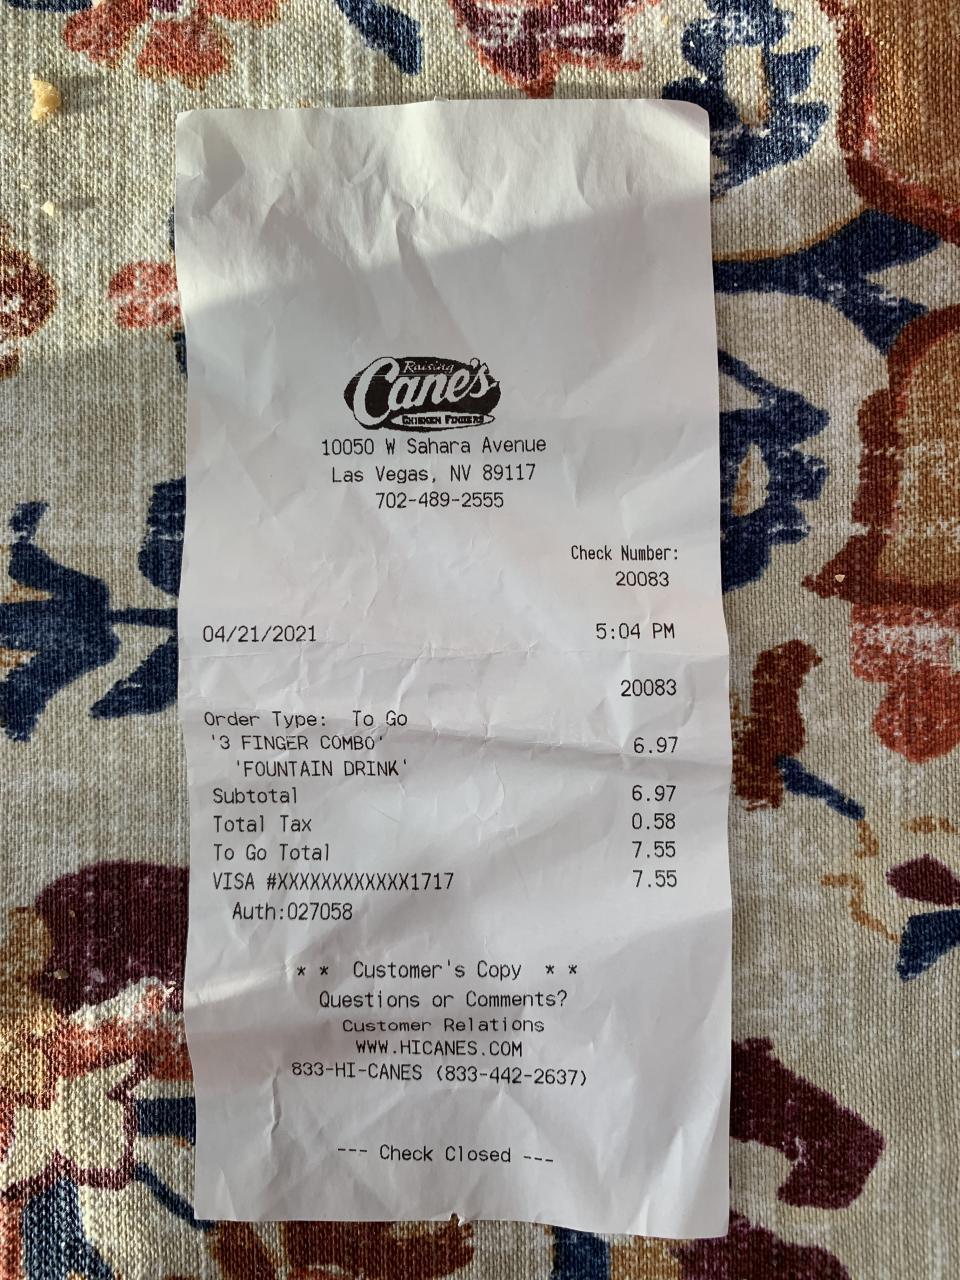 Raising
Cane's
CHICKEN FINGERS
10050 W Sahara Avenue
Las Vegas, NV 89117
702-489-2555
Check Number:
20083
04/21/2021 5:04 PM
20083
Order Type: To Go
'3 FINGER COMBO' 6.97
'FOUNTAIN DRINK'
Subtotal 6.97
Total Tax 0.58
To Go Total 7.55
VISA #XXXXXXXXXXXX1717 7.55
Auth:027058
* * Customer's Copy * *
Questions or Comments?
Customer Relations
WWW.HICANES.COM
833-HI-CANES (833-442-2637)
--- Check Closed ---